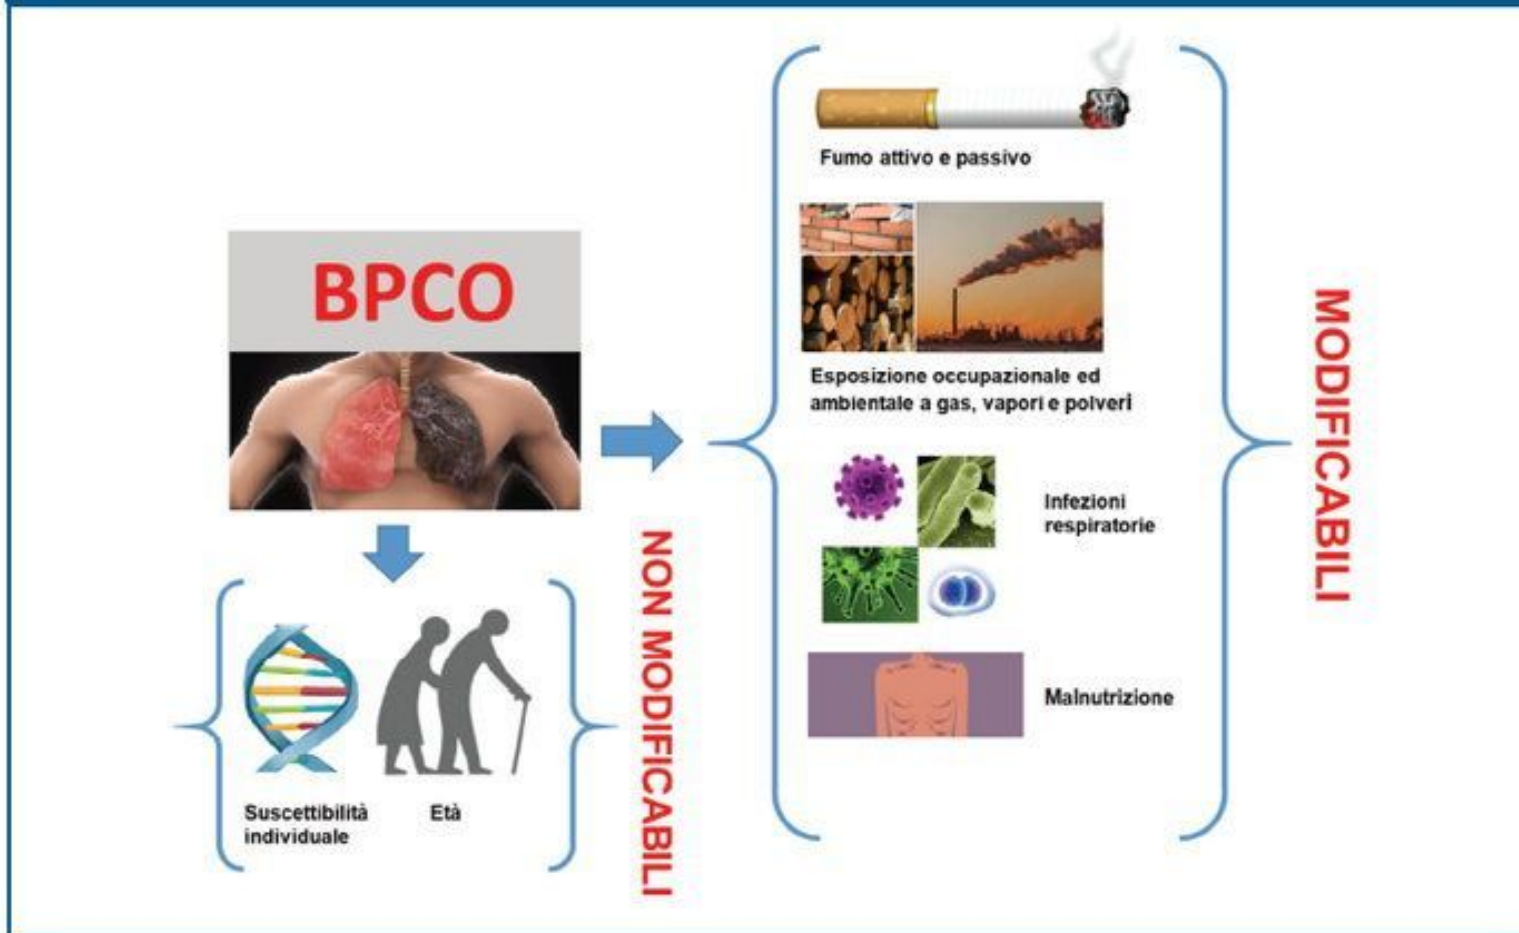 BPCO
Fumo attivo e passivo
Esposizione occupazionale ed
ambientale a gas, vapori e polveri
Infezioni
respiratorie
Malnutrizione
MODIFICABILI
Suscettibilità
individuale
Età
NON MODIFICABILI